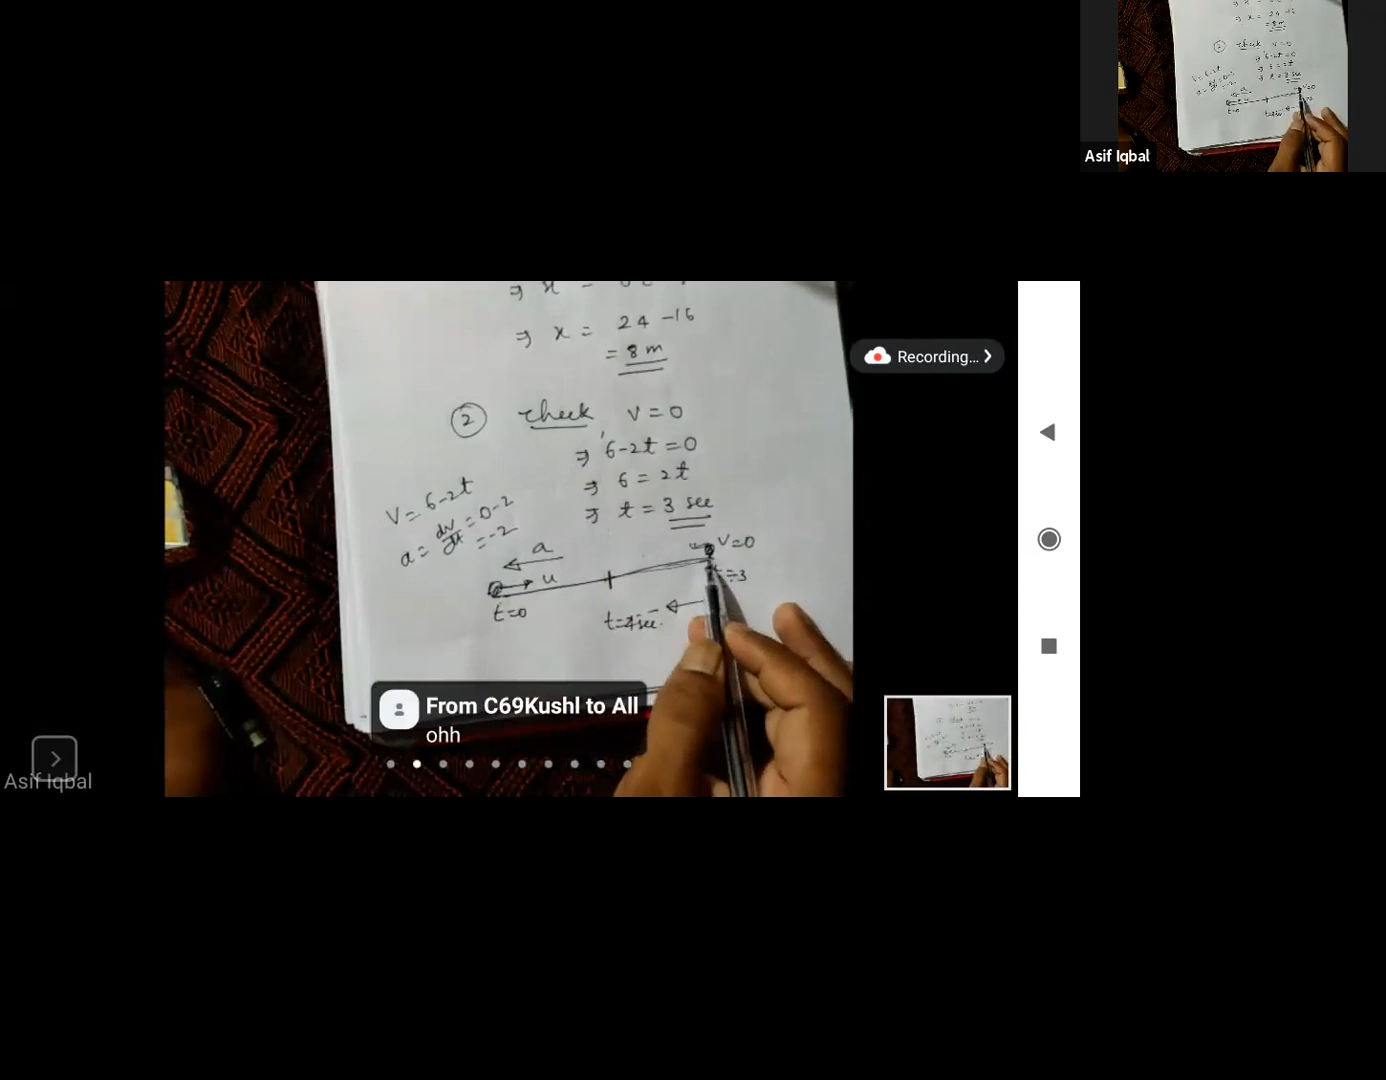 ⇒ x = 24 - 16
= 8 m
② check V = 0
⇒ 6-2t = 0
⇒ 6 = 2t
⇒ t = 3 sec
V = 6-2t
a = dv/dt = 0-2
= -2
a
u
V=0
t=0
t=3
t=4sec
Recording...
From C69Kushl to All
ohh
Asif Iqbal
Asif Iqbal